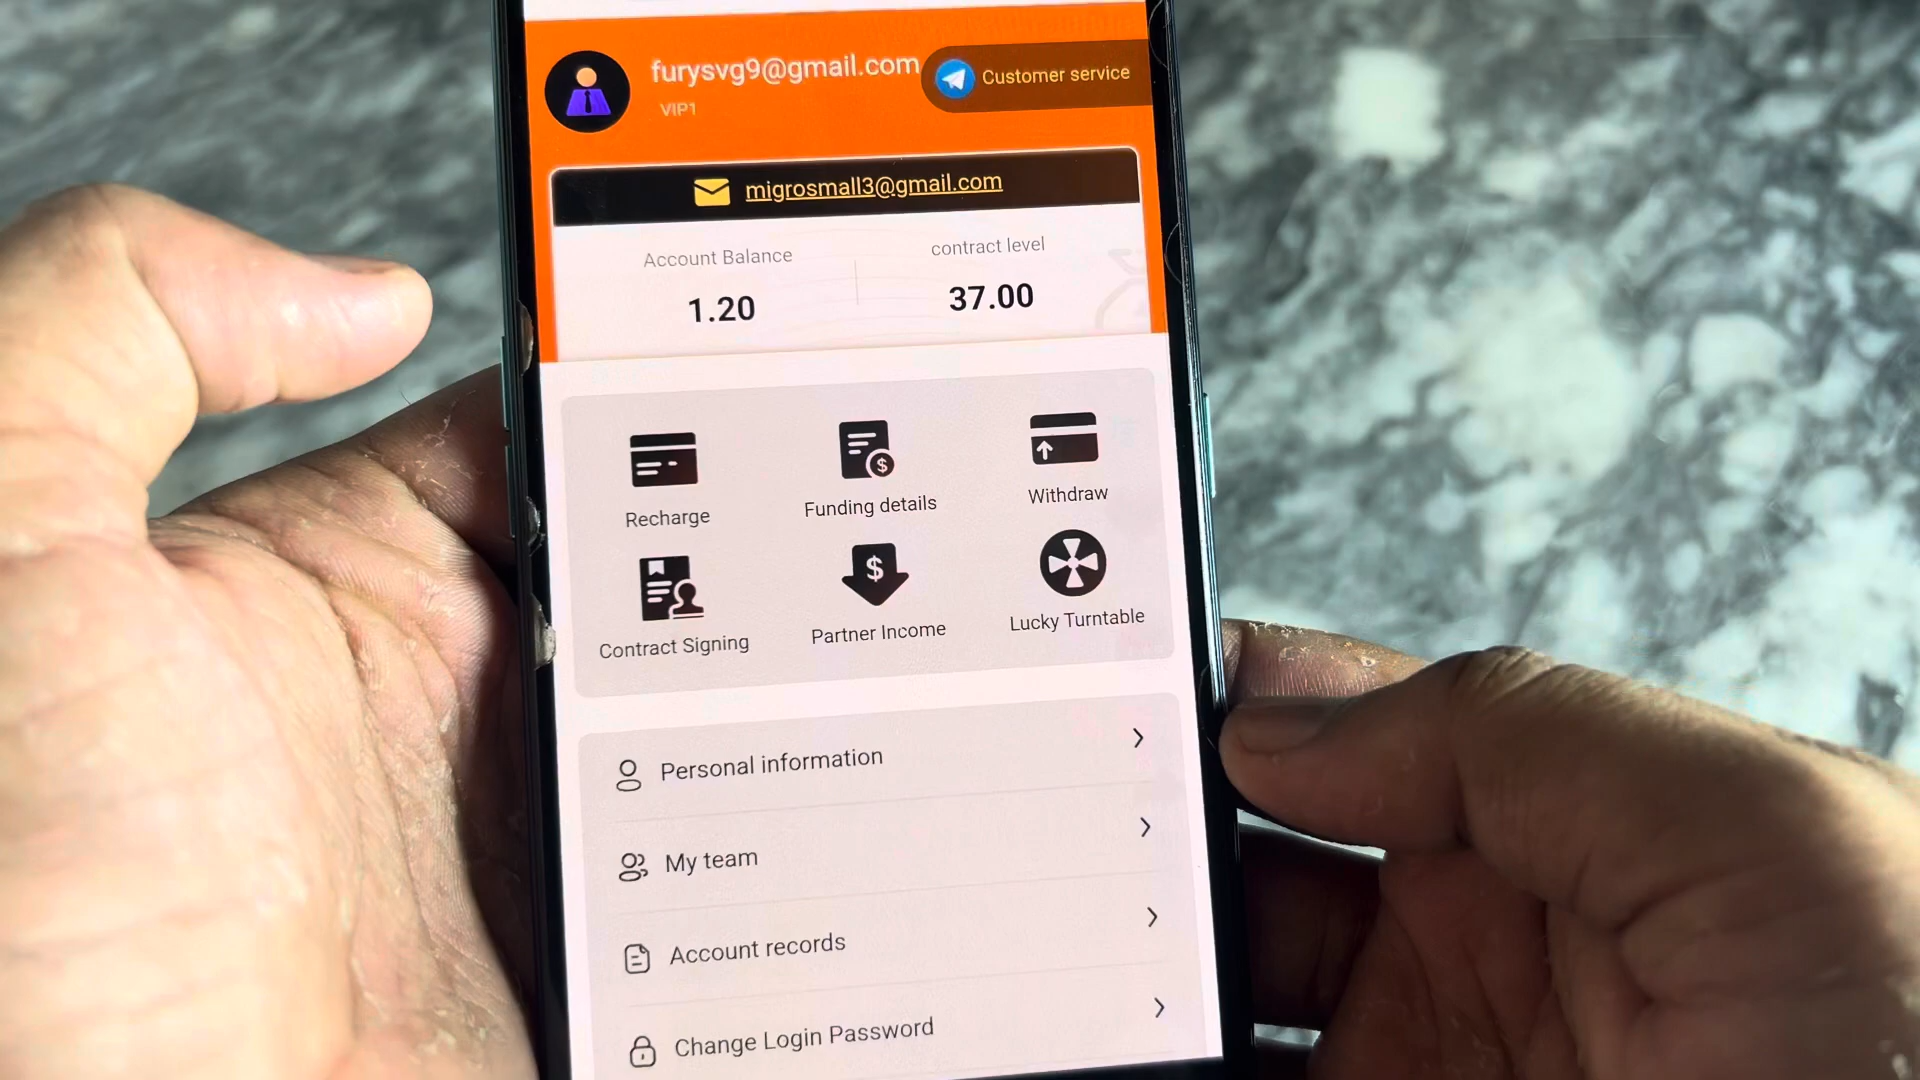 furysvg9@gmail.com
VIP1
Customer service
migrosmall3@gmail.com
Account Balance
contract level
1.20
37.00
Recharge
Funding details
Withdraw
Contract Signing
Partner Income
Lucky Turntable
Personal information
My team
Account records
Change Login Password